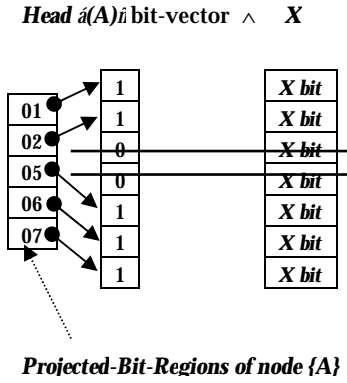 Head á(A)ñ bit-vector ∧ X
1 X bit
01 1 X bit
02 0 X bit
05 0 X bit
06 1 X bit
07 1 X bit
1 X bit
Projected-Bit-Regions of node {A}